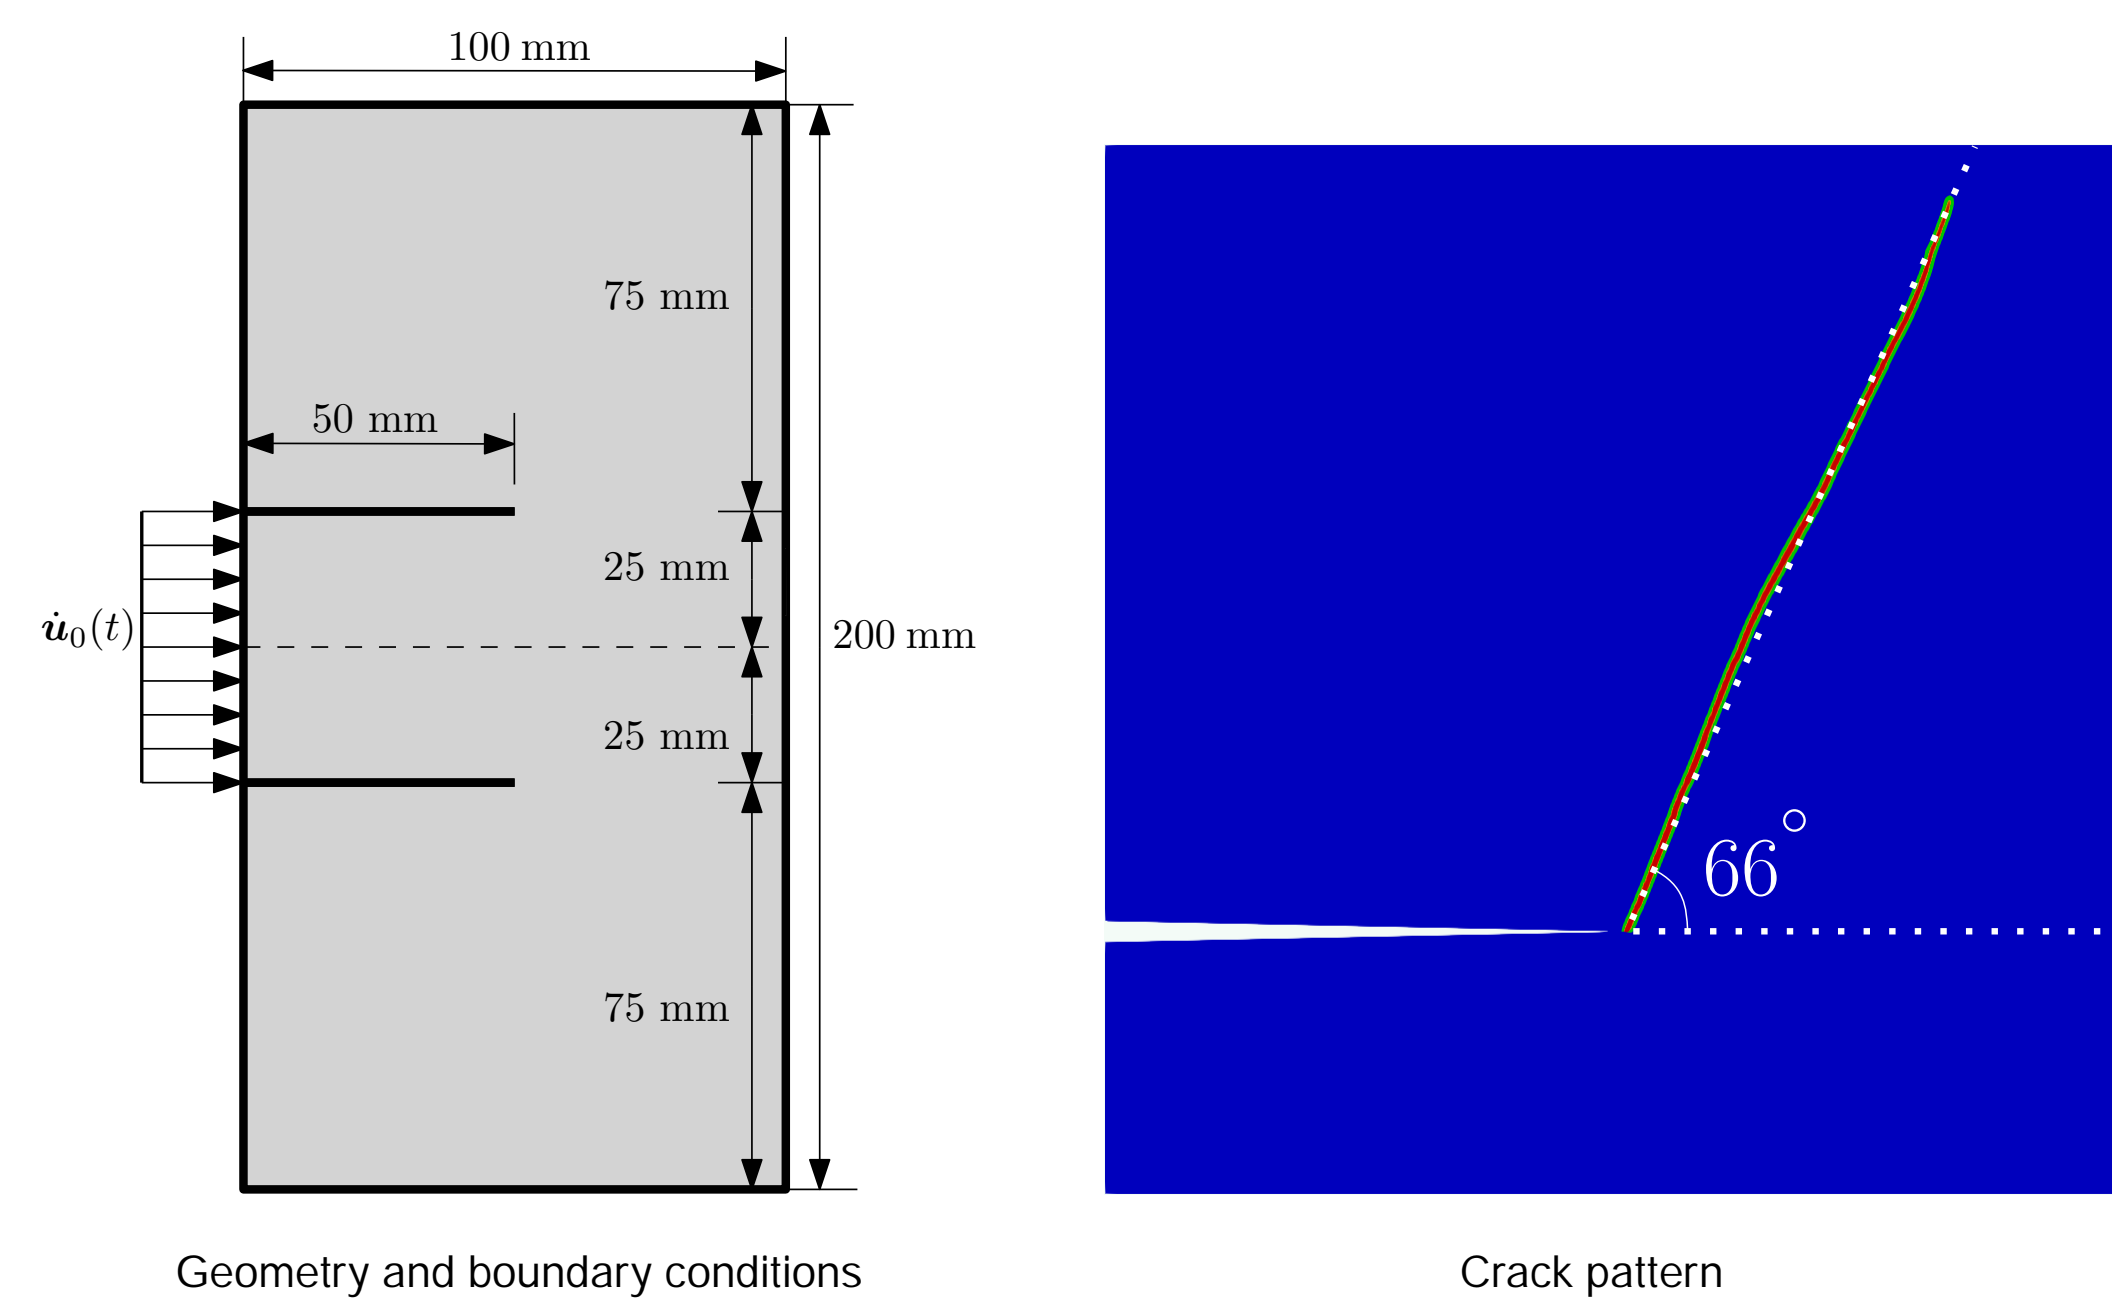 100 mm
75 mm
50 mm
25 mm
u̇₀(t)
200 mm
25 mm
75 mm
66°
Geometry and boundary conditions
Crack pattern